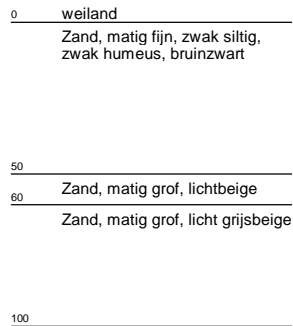 0 weiland
Zand, matig fijn, zwak siltig,
zwak humeus, bruinzwart
50
Zand, matig grof, lichtbeige
60
Zand, matig grof, licht grijsbeige
100